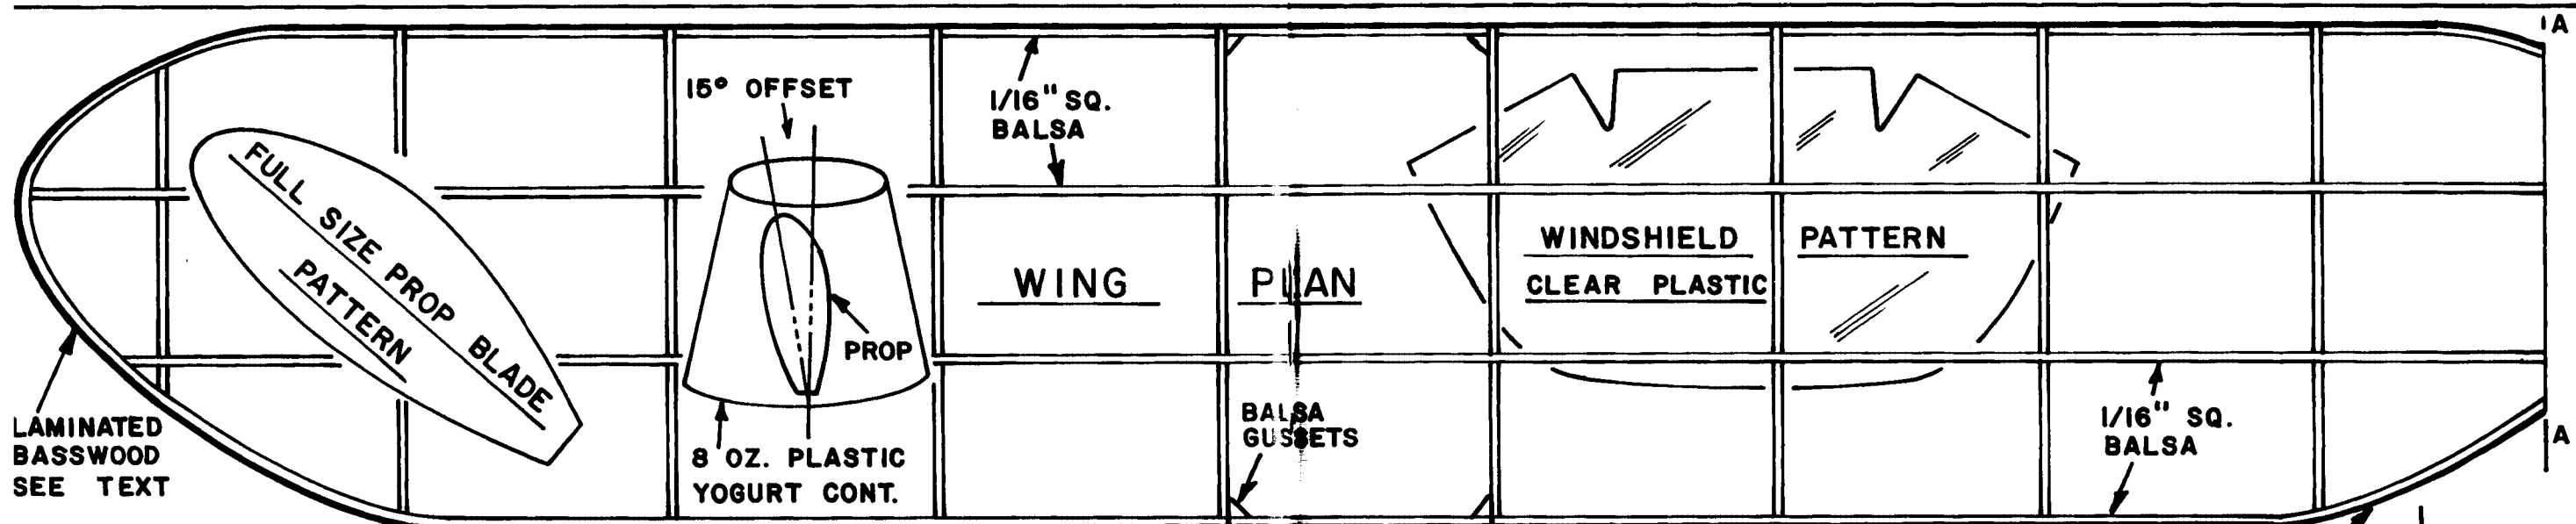 A
15° OFFSET
1/16" SQ.
BALSA
FULL SIZE PROP BLADE
PATTERN
WING PLAN
WINDSHIELD PATTERN
CLEAR PLASTIC
PROP
LAMINATED
BASSWOOD
SEE TEXT
8 OZ. PLASTIC
YOGURT CONT.
BALSA
GUSSETS
1/16" SQ.
BALSA
A